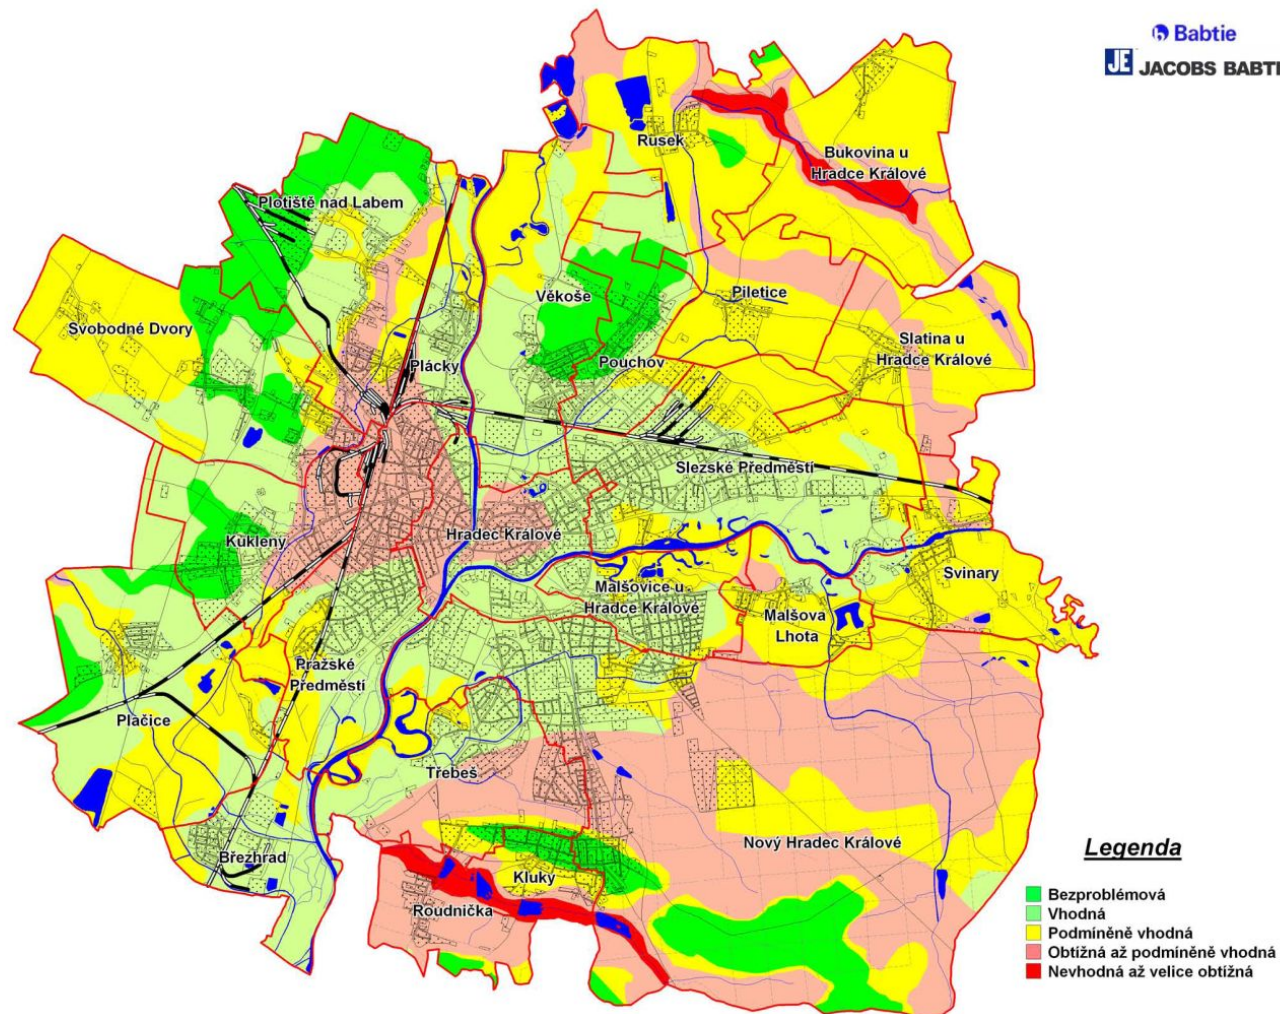 Babtie
JE JACOBS BABTI
Rusek
Bukovina u
Hradce Králové
Plotiště nad Labem
Věkoše
Piletice
Svobodné Dvory
Slatina u
Hradce Králové
Plácky
Pouchov
Slezské Předměstí
Kukleny
Hradec Králové
Svinary
Malšovice u
Hradce Králové
Malšova
Lhota
Pražské
Předměstí
Plačice
Třebeš
Nový Hradec Králové
Březhrad
Kluky
Roudnička
Legenda
Bezproblémová
Vhodná
Podmíněně vhodná
Obtížná až podmíněně vhodná
Nevhodná až velice obtížná